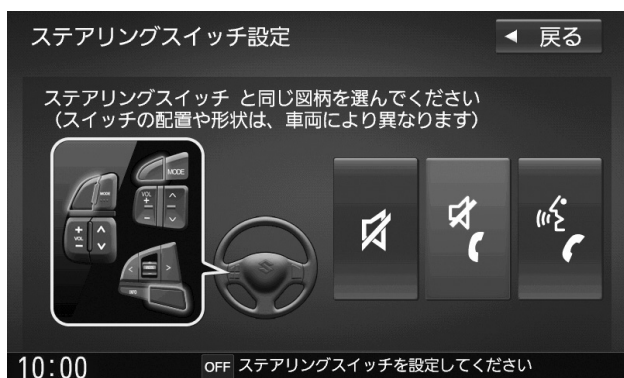 ステアリングスイッチ設定
◀ 戻る
ステアリングスイッチ と同じ図柄を選んでください
（スイッチの配置や形状は、車両により異なります）
MODE
VOL
+
−
MODE
+
VOL
−
INFO
10:00
OFF ステアリングスイッチを設定してください